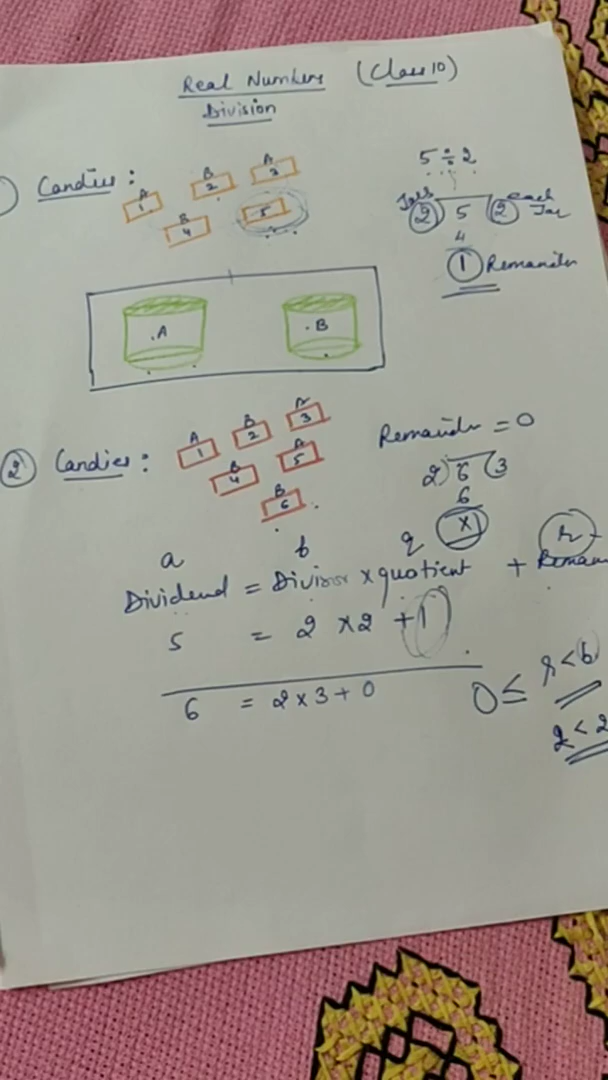 Real Numbers (Class 10)
Division
Candies :
A 1 B 2 A 3
B 4 5
5 ÷ 2
Jars 2) 5 (2 each Jar
4
1 Remainder
A B
2 Candies :
A 1 B 2 A 3
B 4 A 5
B 6
Remainder = 0
2) 6 (3
6
x
a b q r
Dividend = Divisor x quotient + Remain
5 = 2 x 2 + 1
6 = 2 x 3 + 0
0 ≤ r < b
2 < 2